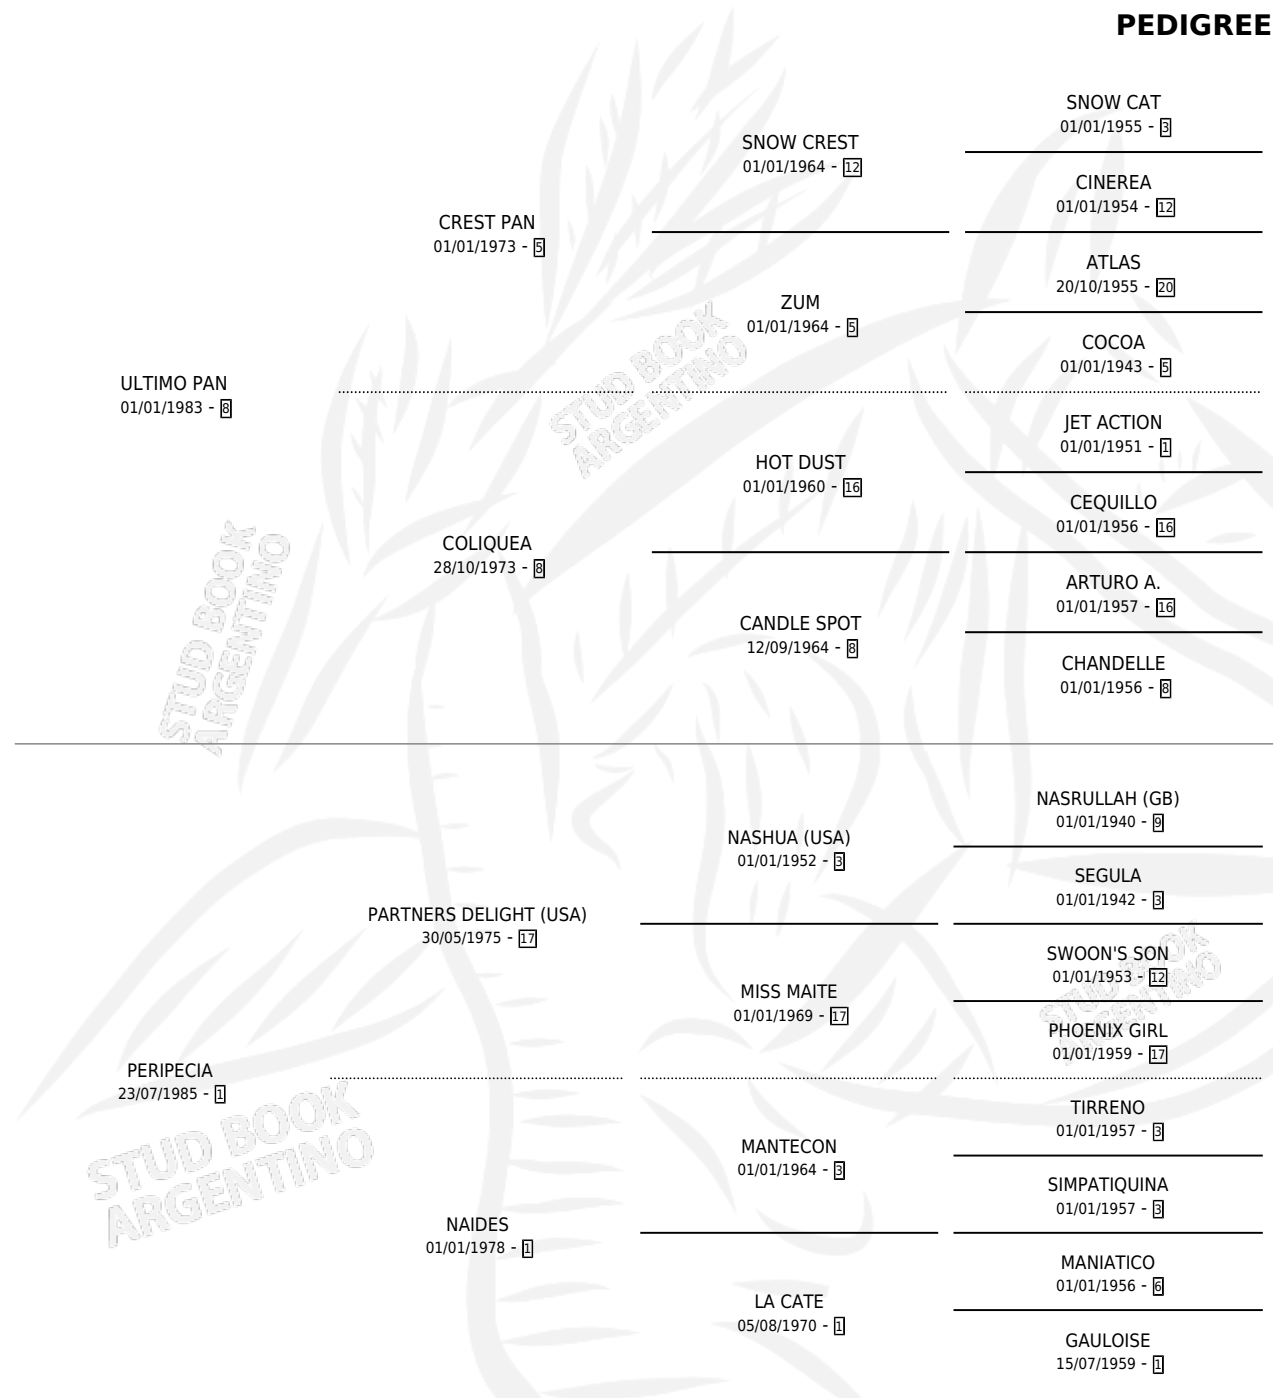 PEDIGREE
SNOW CAT
01/01/1955 - 3
SNOW CREST
01/01/1964 - 12
CINEREA
01/01/1954 - 12
CREST PAN
01/01/1973 - 5
ATLAS
20/10/1955 - 20
ZUM
01/01/1964 - 5
COCOA
01/01/1943 - 5
ULTIMO PAN
01/01/1983 - 8
JET ACTION
01/01/1951 - 1
HOT DUST
01/01/1960 - 16
CEQUILLO
01/01/1956 - 16
COLIQUEA
28/10/1973 - 8
ARTURO A.
01/01/1957 - 16
CANDLE SPOT
12/09/1964 - 8
CHANDELLE
01/01/1956 - 8
NASRULLAH (GB)
01/01/1940 - 9
NASHUA (USA)
01/01/1952 - 3
SEGULA
01/01/1942 - 3
PARTNERS DELIGHT (USA)
30/05/1975 - 17
SWOON'S SON
01/01/1953 - 12
MISS MAITE
01/01/1969 - 17
PHOENIX GIRL
01/01/1959 - 17
PERIPECIA
23/07/1985 - 1
TIRRENO
01/01/1957 - 3
MANTECON
01/01/1964 - 3
SIMPATIQUINA
01/01/1957 - 3
NAIDES
01/01/1978 - 1
MANIATICO
01/01/1956 - 6
LA CATE
05/08/1970 - 1
GAULOISE
15/07/1959 - 1
STUD BOOK
ARGENTINO
STUD BOOK
ARGENTINO
STUD BOOK
ARGENTINO
STUD BOOK
ARGENTINO